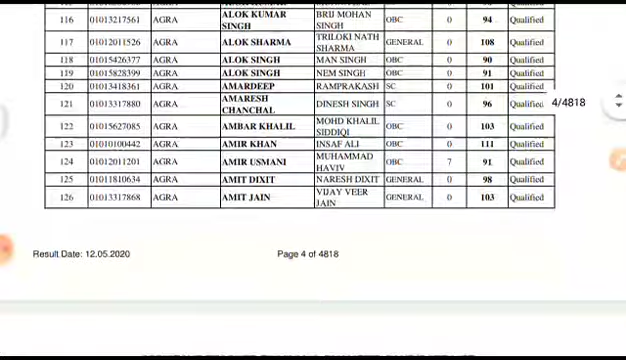 116 01013217561 AGRA ALOK KUMAR SINGH BRIJ MOHAN SINGH OBC 0 94 Qualified
117 01012011526 AGRA ALOK SHARMA TRILOKI NATH SHARMA GENERAL 0 108 Qualified
118 01015426377 AGRA ALOK SINGH MAN SINGH OBC 0 90 Qualified
119 01015828399 AGRA ALOK SINGH NEM SINGH OBC 0 91 Qualified
120 01013418361 AGRA AMARDEEP RAMPRAKASH SC 0 101 Qualified
121 01013317880 AGRA AMARESH CHANCHAL DINESH SINGH SC 0 96 Qualified 4/4818
122 01015627085 AGRA AMBAR KHALIL MOHD KHALIL SIDDIQI OBC 0 103 Qualified
123 01010100442 AGRA AMIR KHAN INSAF ALI OBC 0 111 Qualified
124 01012011201 AGRA AMIR USMANI MUHAMMAD HAVIV OBC 7 91 Qualified
125 01011810634 AGRA AMIT DIXIT NARESH DIXIT GENERAL 0 98 Qualified
126 01013317868 AGRA AMIT JAIN VIJAY VEER JAIN GENERAL 0 103 Qualified
Result Date: 12.05.2020 Page 4 of 4818